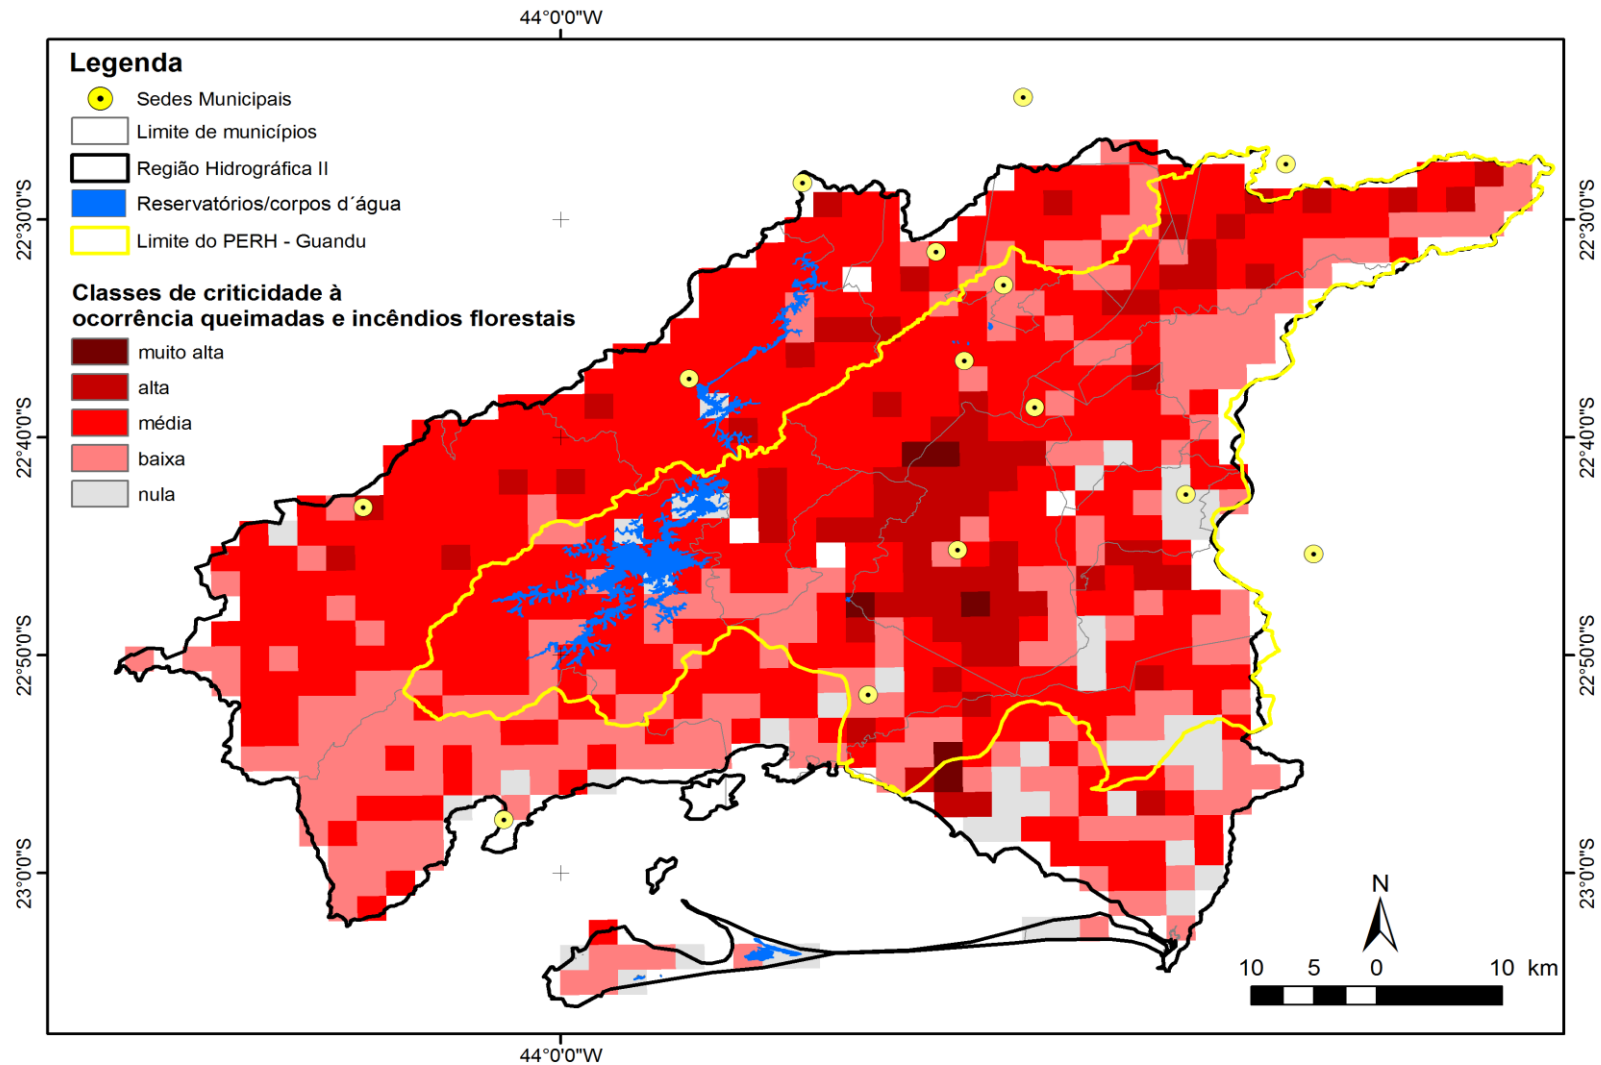 44°0'0"W
Legenda
Sedes Municipais
Limite de municípios
Região Hidrográfica II
Reservatórios/corpos d´água
Limite do PERH - Guandu
Classes de criticidade à
ocorrência queimadas e incêndios florestais
muito alta
alta
média
baixa
nula
22°30'0"S
22°40'0"S
22°50'0"S
23°0'0"S
22°30'0"S
22°40'0"S
22°50'0"S
23°0'0"S
N
10 5 0 10 km
44°0'0"W